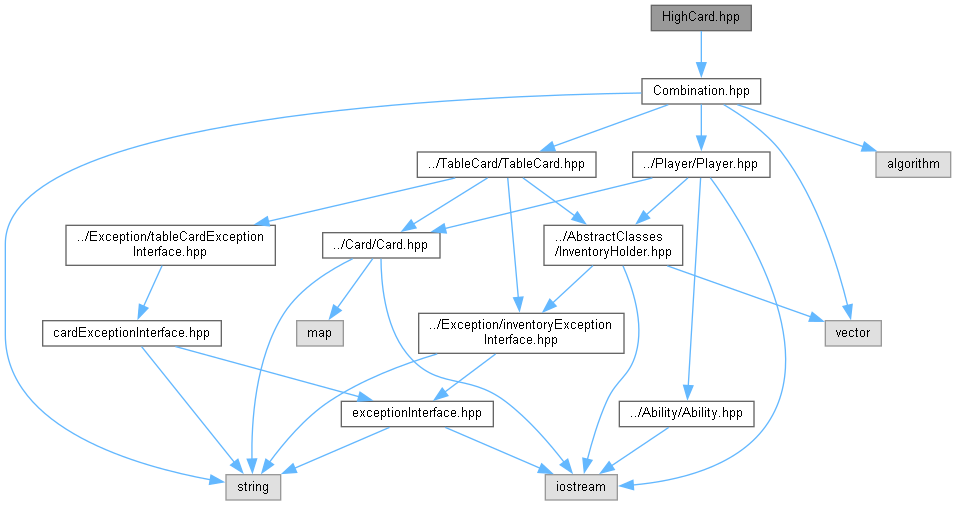 HighCard.hpp
Combination.hpp
../TableCard/TableCard.hpp
../Player/Player.hpp
algorithm
../Exception/tableCardException
Interface.hpp
../Card/Card.hpp
../AbstractClasses
/InventoryHolder.hpp
cardExceptionInterface.hpp
map
../Exception/inventoryException
Interface.hpp
vector
exceptionInterface.hpp
../Ability/Ability.hpp
string
iostream